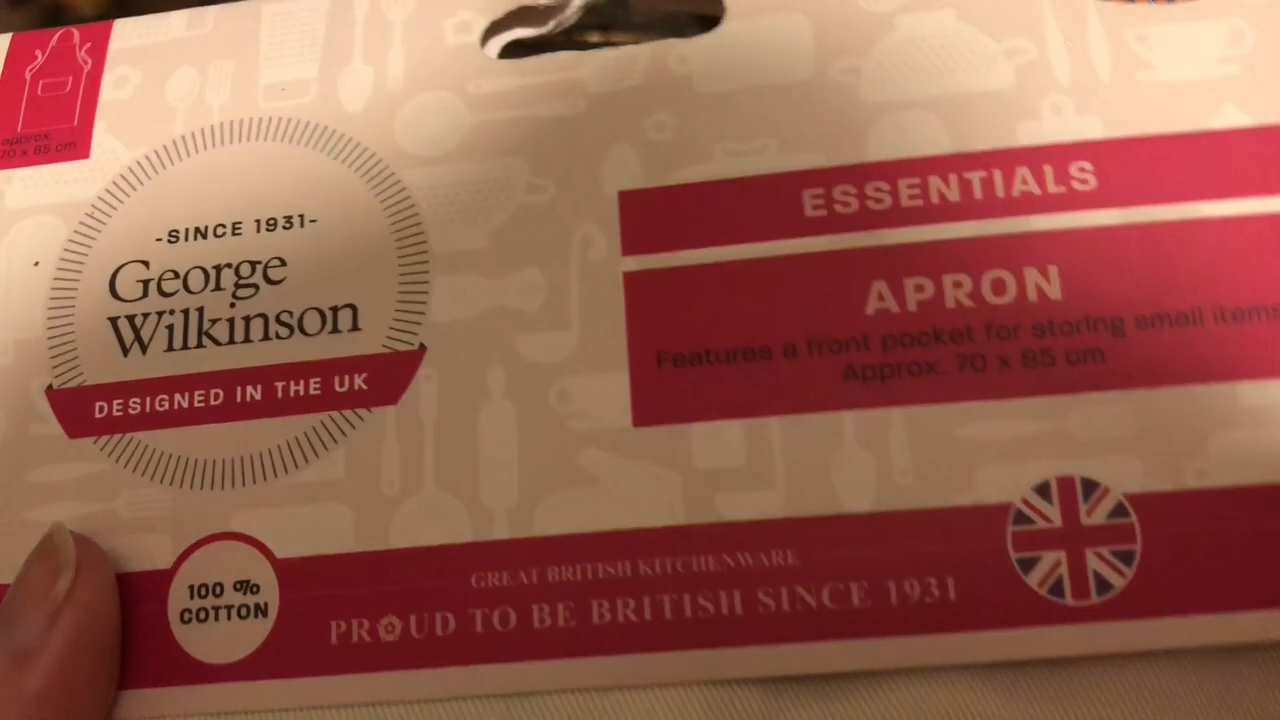 approx.
70 x 85 cm
-SINCE 1931-
George
Wilkinson
DESIGNED IN THE UK
ESSENTIALS
APRON
Features a front pocket for storing small items
Approx. 70 x 85 cm
100 %
COTTON
GREAT BRITISH KITCHENWARE
PROUD TO BE BRITISH SINCE 1931